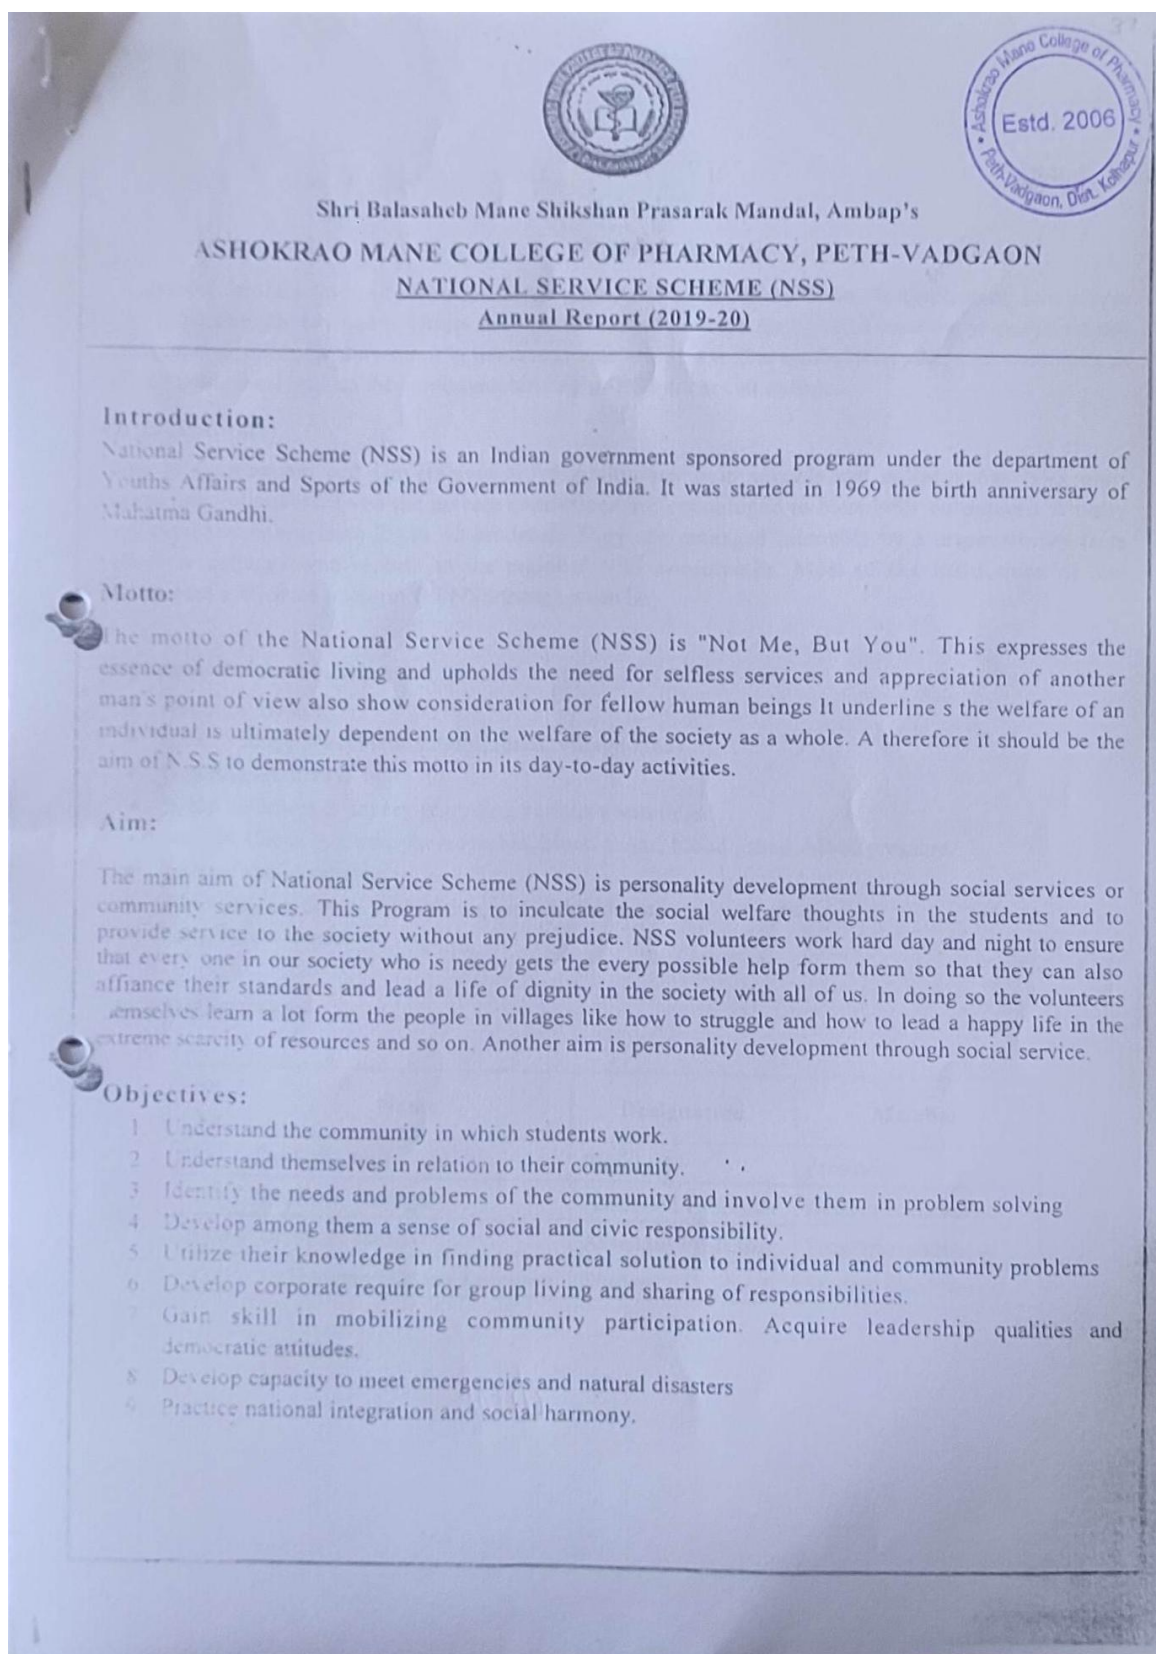 Ashokrao Mane College of Pharmacy
Estd. 2006
Peth-Vadgaon, Dist. Kolhapur
Shri Balasaheb Mane Shikshan Prasarak Mandal, Ambap's
ASHOKRAO MANE COLLEGE OF PHARMACY, PETH-VADGAON
NATIONAL SERVICE SCHEME (NSS)
Annual Report (2019-20)
Introduction:
National Service Scheme (NSS) is an Indian government sponsored program under the department of
Youths Affairs and Sports of the Government of India. It was started in 1969 the birth anniversary of
Mahatma Gandhi.
Motto:
The motto of the National Service Scheme (NSS) is "Not Me, But You". This expresses the
essence of democratic living and upholds the need for selfless services and appreciation of another
man's point of view also show consideration for fellow human beings It underline s the welfare of an
individual is ultimately dependent on the welfare of the society as a whole. A therefore it should be the
aim of N.S.S to demonstrate this motto in its day-to-day activities.
Aim:
The main aim of National Service Scheme (NSS) is personality development through social services or
community services. This Program is to inculcate the social welfare thoughts in the students and to
provide service to the society without any prejudice. NSS volunteers work hard day and night to ensure
that every one in our society who is needy gets the every possible help form them so that they can also
affiance their standards and lead a life of dignity in the society with all of us. In doing so the volunteers
emselves learn a lot form the people in villages like how to struggle and how to lead a happy life in the
extreme scarcity of resources and so on. Another aim is personality development through social service.
Objectives:
1. Understand the community in which students work.
2. Understand themselves in relation to their community.
3. Identify the needs and problems of the community and involve them in problem solving
4. Develop among them a sense of social and civic responsibility.
5. Utilize their knowledge in finding practical solution to individual and community problems
6. Develop corporate require for group living and sharing of responsibilities.
7. Gain skill in mobilizing community participation. Acquire leadership qualities and
democratic attitudes.
8. Develop capacity to meet emergencies and natural disasters
9. Practice national integration and social harmony.